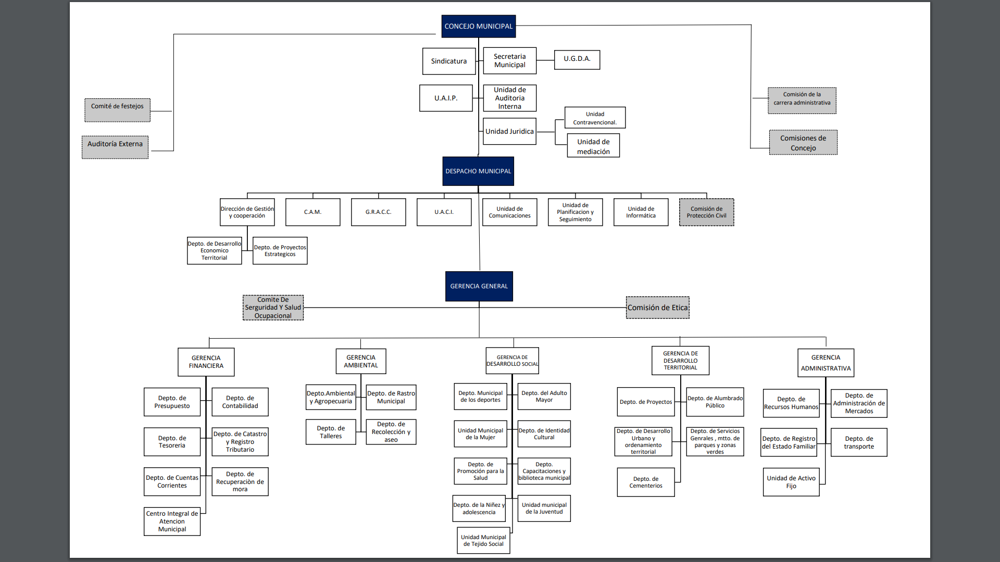 CONCEJO MUNICIPAL
Sindicatura
Secretaria
Municipal
U.G.D.A.
U.A.I.P.
Unidad de
Auditoria
Interna
Comité de festejos
Comisión de la
carrera administrativa
Unidad
Contravencional.
Unidad Juridica
Unidad de
mediación
Auditoría Externa
Comisiones de
Concejo
DESPACHO MUNICIPAL
Dirección de Gestión
y cooperación
C.A.M.
G.R.A.C.C.
U.A.C.I.
Unidad de
Comunicaciones
Unidad de
Planificacion y
Seguimiento
Unidad de
Informática
Comisión de
Protección Civil
Depto. de Desarrollo
Economico
Territorial
Depto. de Proyectos
Estrategicos
GERENCIA GENERAL
Comite De
Serguridad Y Salud
Ocupacional
Comisión de Etica
GERENCIA
FINANCIERA
GERENCIA
AMBIENTAL
GERENCIA DE
DESARROLLO SOCIAL
GERENCIA DE
DESARROLLO
TERRITORIAL
GERENCIA
ADMINISTRATIVA
Depto. de
Presupuesto
Depto. de
Contabilidad
Depto. de
Tesoreria
Depto. de Catastro
y Registro
Tributario
Depto. de Cuentas
Corrientes
Depto. de
Recuperaciòn de
mora
Centro Integral de
Atencion
Municipal
Depto.Ambiental
y Agropecuaria
Depto. de Rastro
Municipal
Depto. de
Talleres
Depto. de
Recolección y
aseo
Depto. Municipal
de los deportes
Depto. del Adulto
Mayor
Unidad Municipal
de la Mujer
Depto. de Identidad
Cultural
Depto. de
Promoción para la
Salud
Depto.
Capacitaciones y
biblioteca municipal
Depto. de la Niñez y
adolescencia
Unidad municipal
de la Juventud
Unidad Municipal
de Tejido Social
Depto. de Proyectos
Depto. de Alumbrado
Público
Depto. de Desarrollo
Urbano y
ordenamiento
territorial
Depto. de Servicios
Genrales , mtto. de
parques y zonas
verdes
Depto. de
Cementerios
Depto. de
Recursos Humanos
Depto. de
Administración de
Mercados
Depto. de Registro
del Estado Familiar
Depto. de
transporte
Unidad de Activo
Fijo